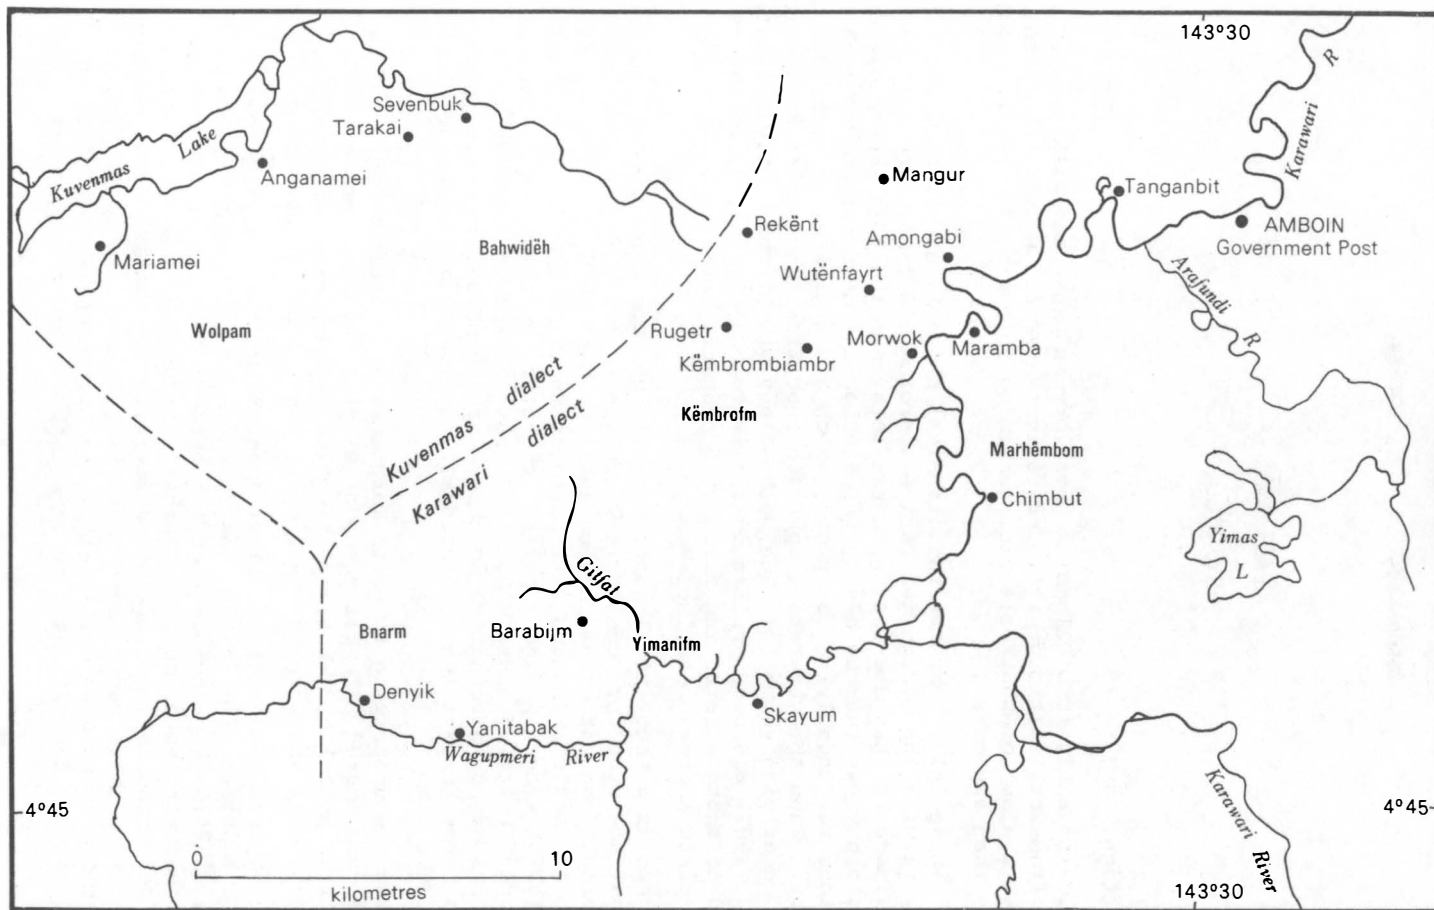 143°30
R
Karawari
Sevenbuk
Tarakai
Kuvenmas Lake
Anganamei
Mangur
Tanganbit
Mariamei
Bahwidëh
Rekënt
Amongabi
AMBOIN
Government Post
Arafundi R
Wutënfayrt
Wolpam
Rugetr
Këmbrombiambr
Morwok
Maramba
Kuvenmas dialect
Karawari dialect
Këmbrofm
Marhëmbom
Chimbut
Yimas
L
Gitfat
Bnarm
Barabijm
Yimanifm
Denyik
Yanitabak
Wagupmeri River
Skayum
4°45
4°45
Karawari River
0 10
kilometres
143°30